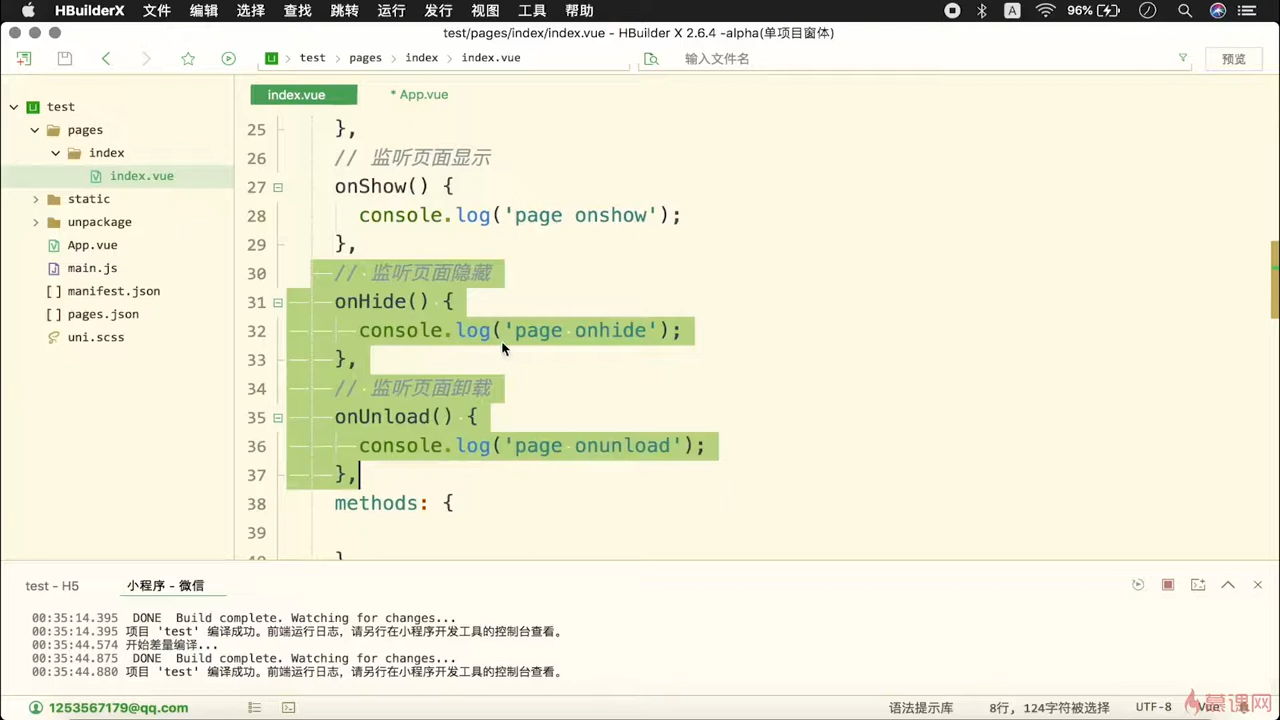 HBuilderX 文件 编辑 选择 查找 跳转 运行 发行 视图 工具 帮助 A 96%
test/pages/index/index.vue - HBuilder X 2.6.4 -alpha(单项目窗体)
test pages index index.vue 输入文件名 预览
index.vue * App.vue
test
pages
index
index.vue
static
unpackage
App.vue
main.js
manifest.json
pages.json
uni.scss
25 },
26 // 监听页面显示
27 onShow() {
28 console.log('page onshow');
29 },
30 // 监听页面隐藏
31 onHide() {
32 console.log('page onhide');
33 },
34 // 监听页面卸载
35 onUnload() {
36 console.log('page onunload');
37 },
38 methods: {
39
test - H5 小程序 - 微信
00:35:14.395 DONE Build complete. Watching for changes...
00:35:14.395 项目 'test' 编译成功。前端运行日志，请另行在小程序开发工具的控制台查看。
00:35:44.574 开始差量编译...
00:35:44.875 DONE Build complete. Watching for changes...
00:35:44.880 项目 'test' 编译成功。前端运行日志，请另行在小程序开发工具的控制台查看。
1253567179@qq.com 语法提示库 8行, 124字符被选择 UTF-8 Vue
慕课网